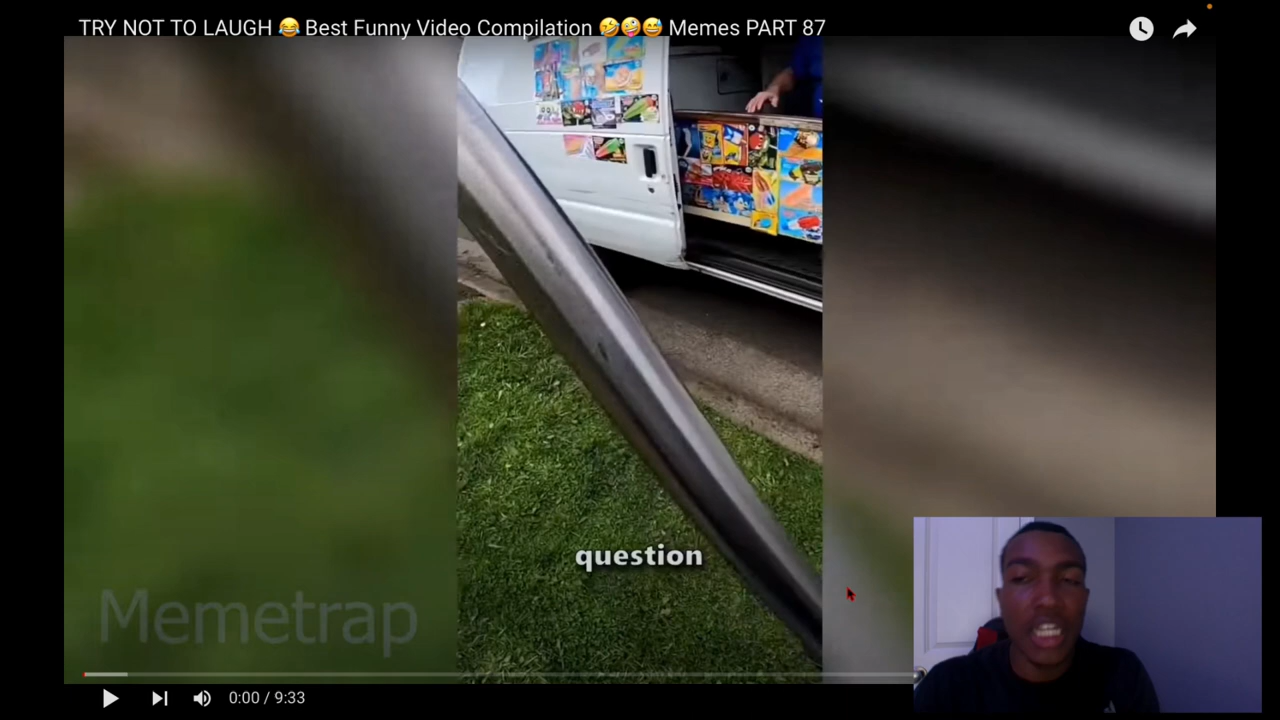 TRY NOT TO LAUGH 😂 Best Funny Video Compilation 🤣🤪😅 Memes PART 87
question
Memetrap
0:00 / 9:33